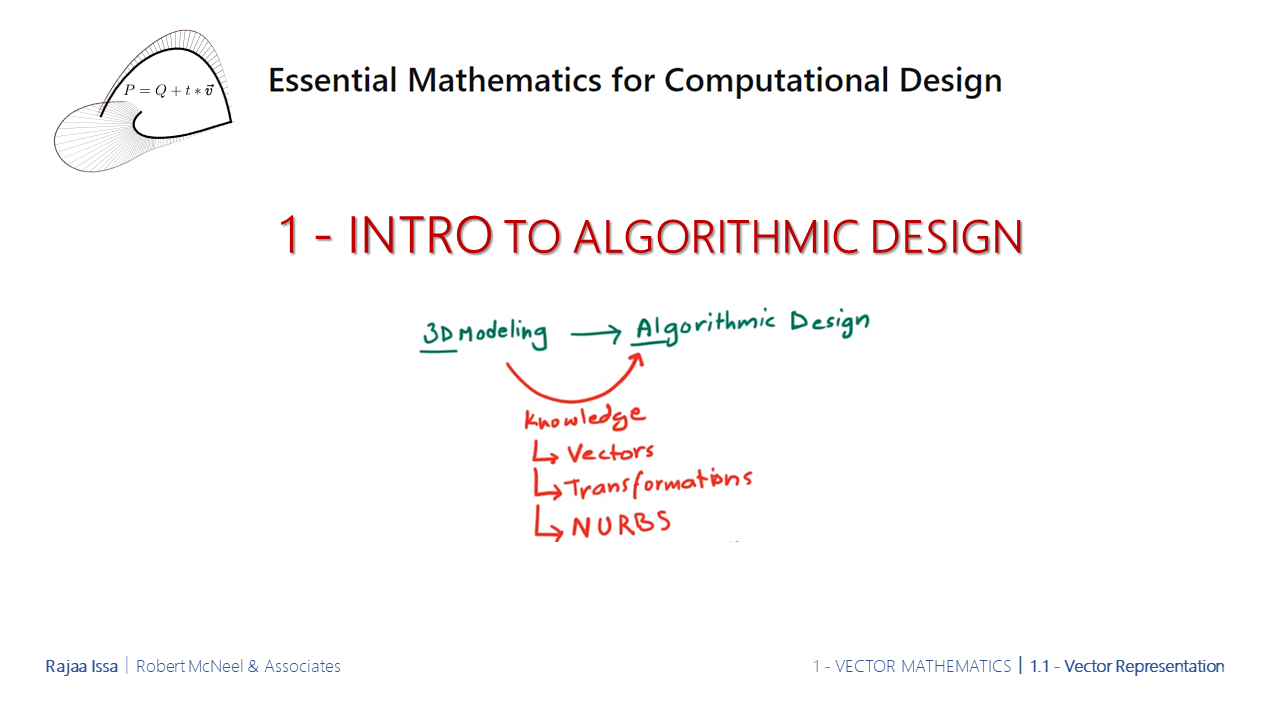 P = Q + t * v⃗
Essential Mathematics for Computational Design
1 - INTRO TO ALGORITHMIC DESIGN
3D Modeling → Algorithmic Design
Knowledge
↳ Vectors
↳ Transformations
↳ NURBS
Rajaa Issa | Robert McNeel & Associates
1 - VECTOR MATHEMATICS | 1.1 - Vector Representation